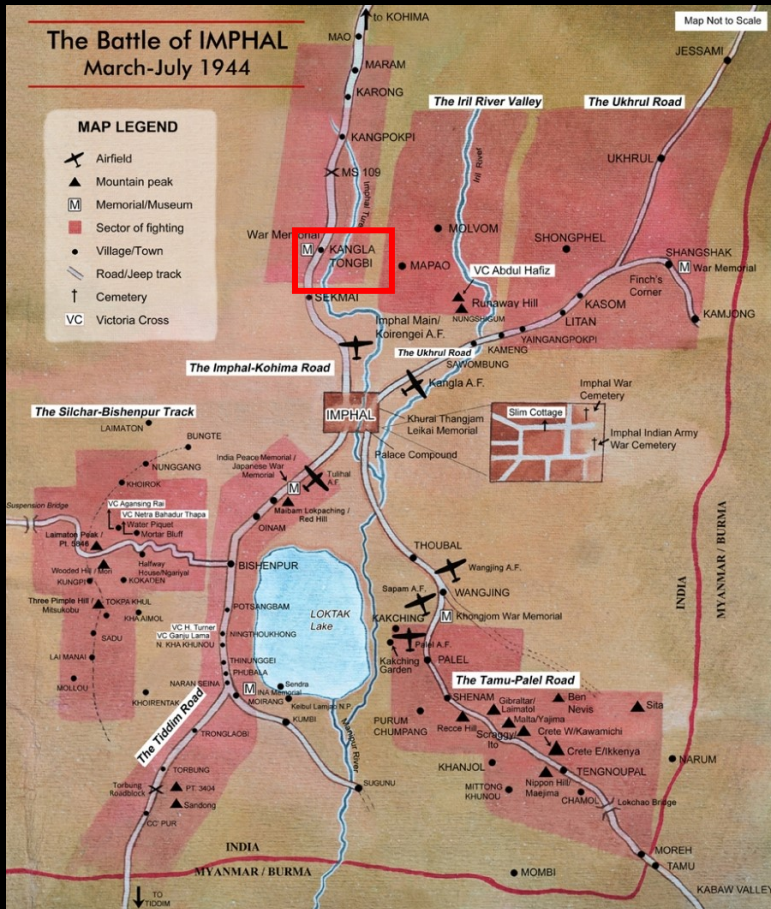 The Battle of IMPHAL
March-July 1944
Map Not to Scale
to KOHIMA
MAO
MARAM
KARONG
KANGPOKPI
MS 109
Imphal Turel
War Memorial
M
KANGLA
TONGBI
SEKMAI
MAP LEGEND
Airfield
Mountain peak
M Memorial/Museum
Sector of fighting
Village/Town
Road/Jeep track
Cemetery
VC Victoria Cross
The Iril River Valley
Iril River
MOLVOM
MAPAO
VC Abdul Hafiz
Runaway Hill
NUNGSHIGUM
The Ukhrul Road
JESSAMI
UKHRUL
SHONGPHEL
SHANGSHAK
M War Memorial
Finch's
Corner
KASOM
KAMJONG
LITAN
YAINGANGPOKPI
KAMENG
SAWOMBUNG
The Ukhrul Road
Imphal Main/
Koirengei A.F.
The Imphal-Kohima Road
Kangla A.F.
IMPHAL
Khurai Thangjam
Leikai Memorial
Palace Compound
Slim Cottage
Imphal War
Cemetery
Imphal Indian Army
War Cemetery
The Silchar-Bishenpur Track
LAIMATON
BUNGTE
NUNGGANG
KHOIROK
Suspension Bridge
VC Agansing Rai
VC Netra Bahadur Thapa
Water Piquet
Mortar Bluff
Laimaton Peak /
Pt. 5846
Wooded Hill / Mori
Halfway
House/Ngariyal
KUNGPI
KOKADEN
Three Pimple Hill /
Mitsukobu
TOKPA KHUL
KHA AIMOL
SADU
LAI MANAI
MOLLOU
KHOIRENTAK
India Peace Memorial /
Japanese War
Memorial
M
Tulihal
A.F.
Maibam Lokpaching /
Red Hill
OINAM
BISHENPUR
POTSANGBAM
VC H. Turner
VC Ganju Lama
NINGTHOUKHONG
N. KHA KHUNOU
THINUNGGEI
PHUBALA
NARAN SEINA
M
INA Memorial
MOIRANG
Sendra
Keibul Lamjao N.P.
KUMBI
LOKTAK
Lake
Manipur River
SUGUNU
The Tiddim Road
TRONGLAOBI
TORBUNG
Torbung
Roadblock
PT. 3404
Sandong
CC' PUR
TO
TIDDIM
THOUBAL
Wangjing A.F.
WANGJING
Sapam A.F.
M Khongjom War Memorial
KAKCHING
Palel A.F.
Kakching
Garden
PALEL
The Tamu-Palel Road
SHENAM
Gibraltar/
Laimatol
Ben
Nevis
Sita
Malta/Yajima
PURUM
CHUMPANG
Recce Hill
Scraggy/
Ito
Crete W/Kawamichi
Crete E/Ikkenya
KHANJOL
TENGNOUPAL
NARUM
Nippon Hill/
Maejima
MITTONG
KHUNOU
CHAMOL
Lokchao Bridge
MOREH
TAMU
MOMBI
KABAW VALLEY
INDIA
MYANMAR / BURMA
INDIA
MYANMAR / BURMA